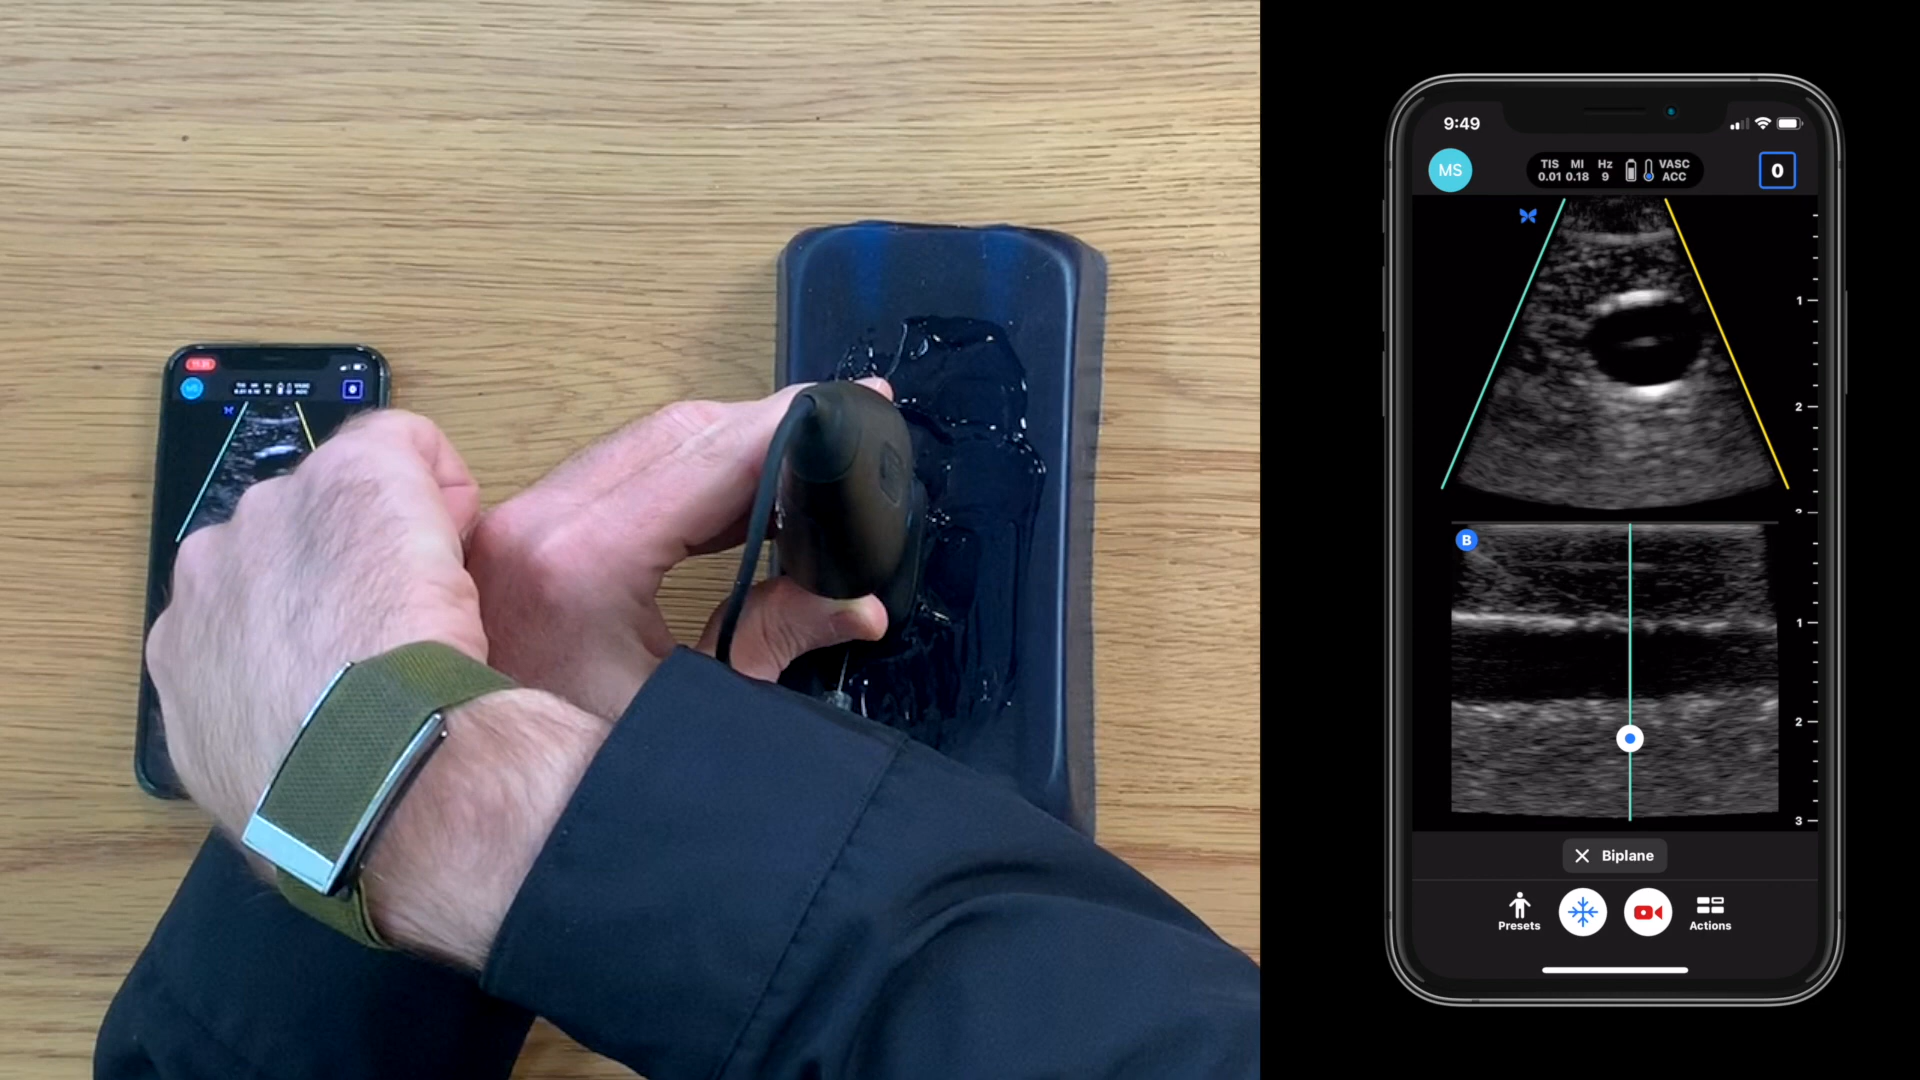 9:49
MS
TIS MI Hz VASC
0.01 0.18 9 ACC
0
1
2
B
1
2
3
Biplane
Presets
Actions
MS